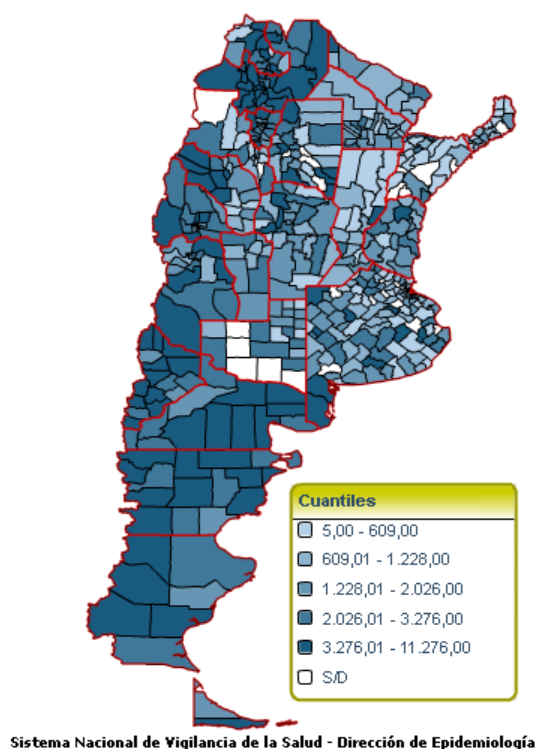 Cuantiles
5,00 - 609,00
609,01 - 1.228,00
1.228,01 - 2.026,00
2.026,01 - 3.276,00
3.276,01 - 11.276,00
S/D
Sistema Nacional de Vigilancia de la Salud - Dirección de Epidemiología